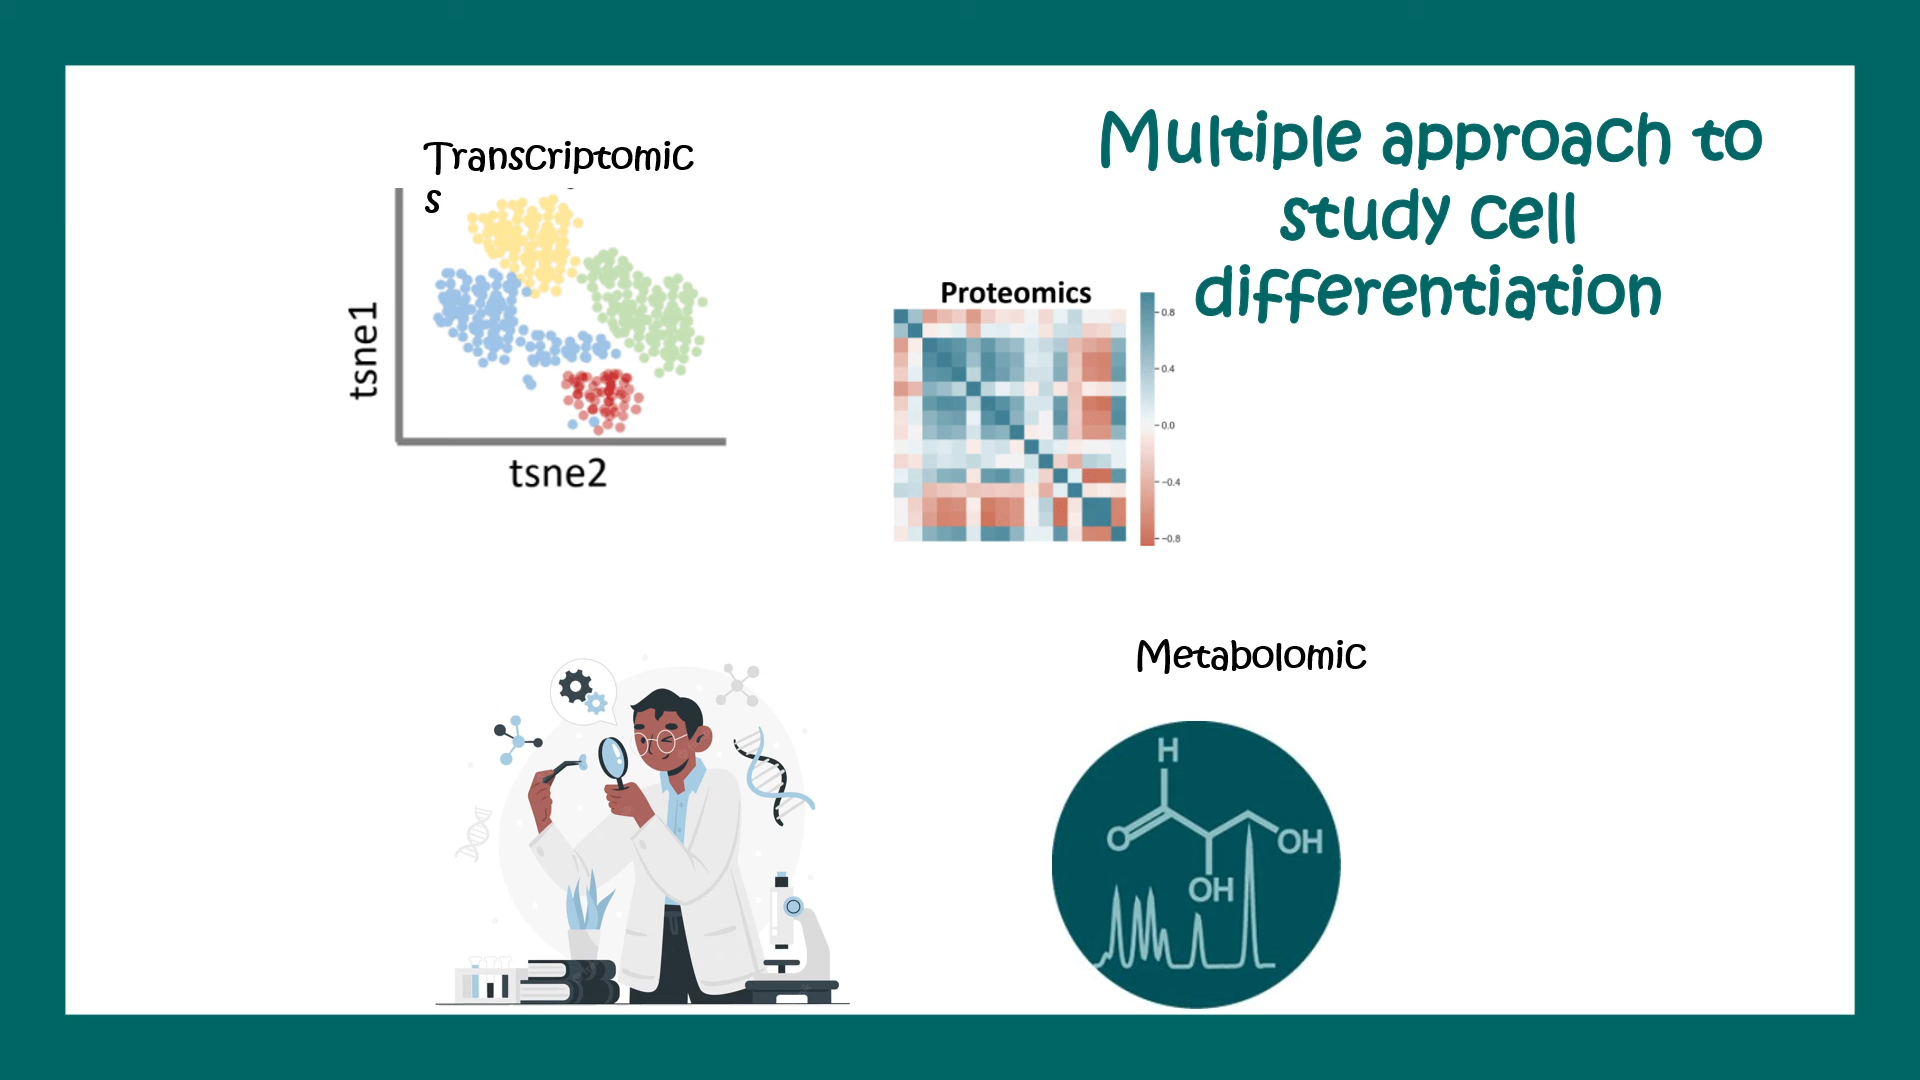 Multiple approach to
study cell
differentiation
Transcriptomic
s
tsne1
tsne2
Proteomics
0.8
0.4
0.0
−0.4
−0.8
Metabolomic
H
O
OH
OH